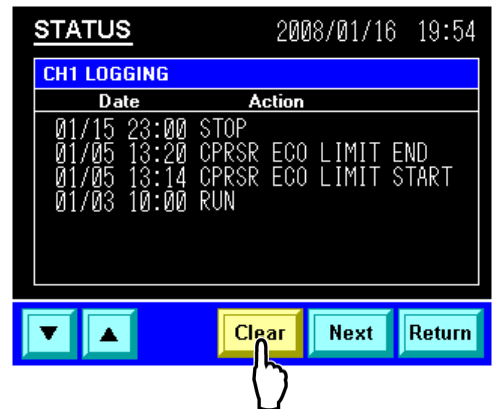 STATUS 2008/01/16 19:54
CH1 LOGGING
Date Action
01/15 23:00 STOP
01/05 13:20 CPRSR ECO LIMIT END
01/05 13:14 CPRSR ECO LIMIT START
01/03 10:00 RUN
▼ ▲ Clear Next Return